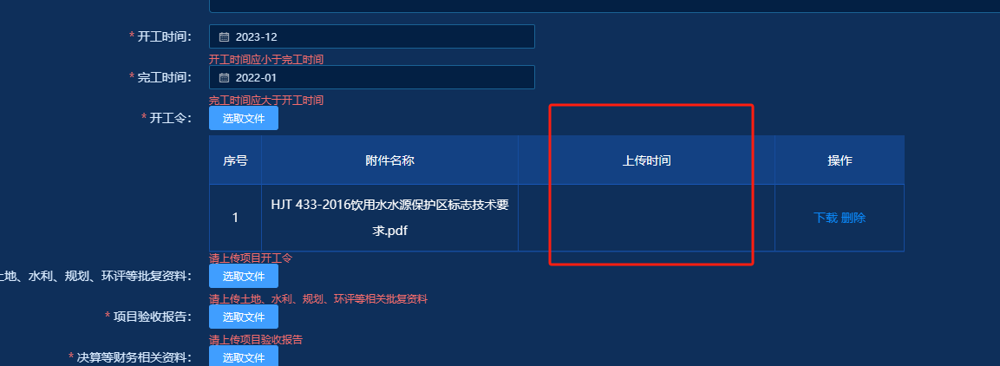 * 开工时间：
2023-12
开工时间应小于完工时间
* 完工时间：
2022-01
完工时间应大于开工时间
* 开工令：
选取文件
序号 附件名称 上传时间 操作
1 HJT 433-2016饮用水水源保护区标志技术要 下载 删除
求.pdf
请上传项目开工令
地、水利、规划、环评等批复资料：
选取文件
请上传土地、水利、规划、环评等相关批复资料
* 项目验收报告：
选取文件
请上传项目验收报告
* 决算等财务相关资料：
选取文件